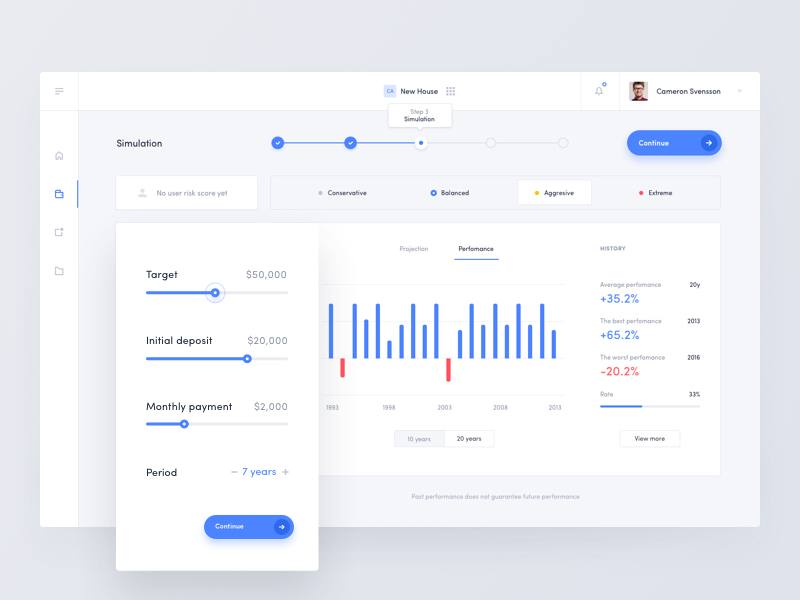 CA New House
Cameron Svensson
Step 3
Simulation
Simulation
Continue
No user risk score yet
Conservative
Balanced
Aggresive
Extreme
Target $50,000
Initial deposit $20,000
Monthly payment $2,000
Period − 7 years +
Continue
Projection
Perfomance
1993 1998 2003 2008 2013
10 years 20 years
HISTORY
Average perfomance 20y
+35.2%
The best perfomance 2013
+65.2%
The worst perfomance 2016
-20.2%
Rate 33%
View more
Past performance does not guarantee future performance